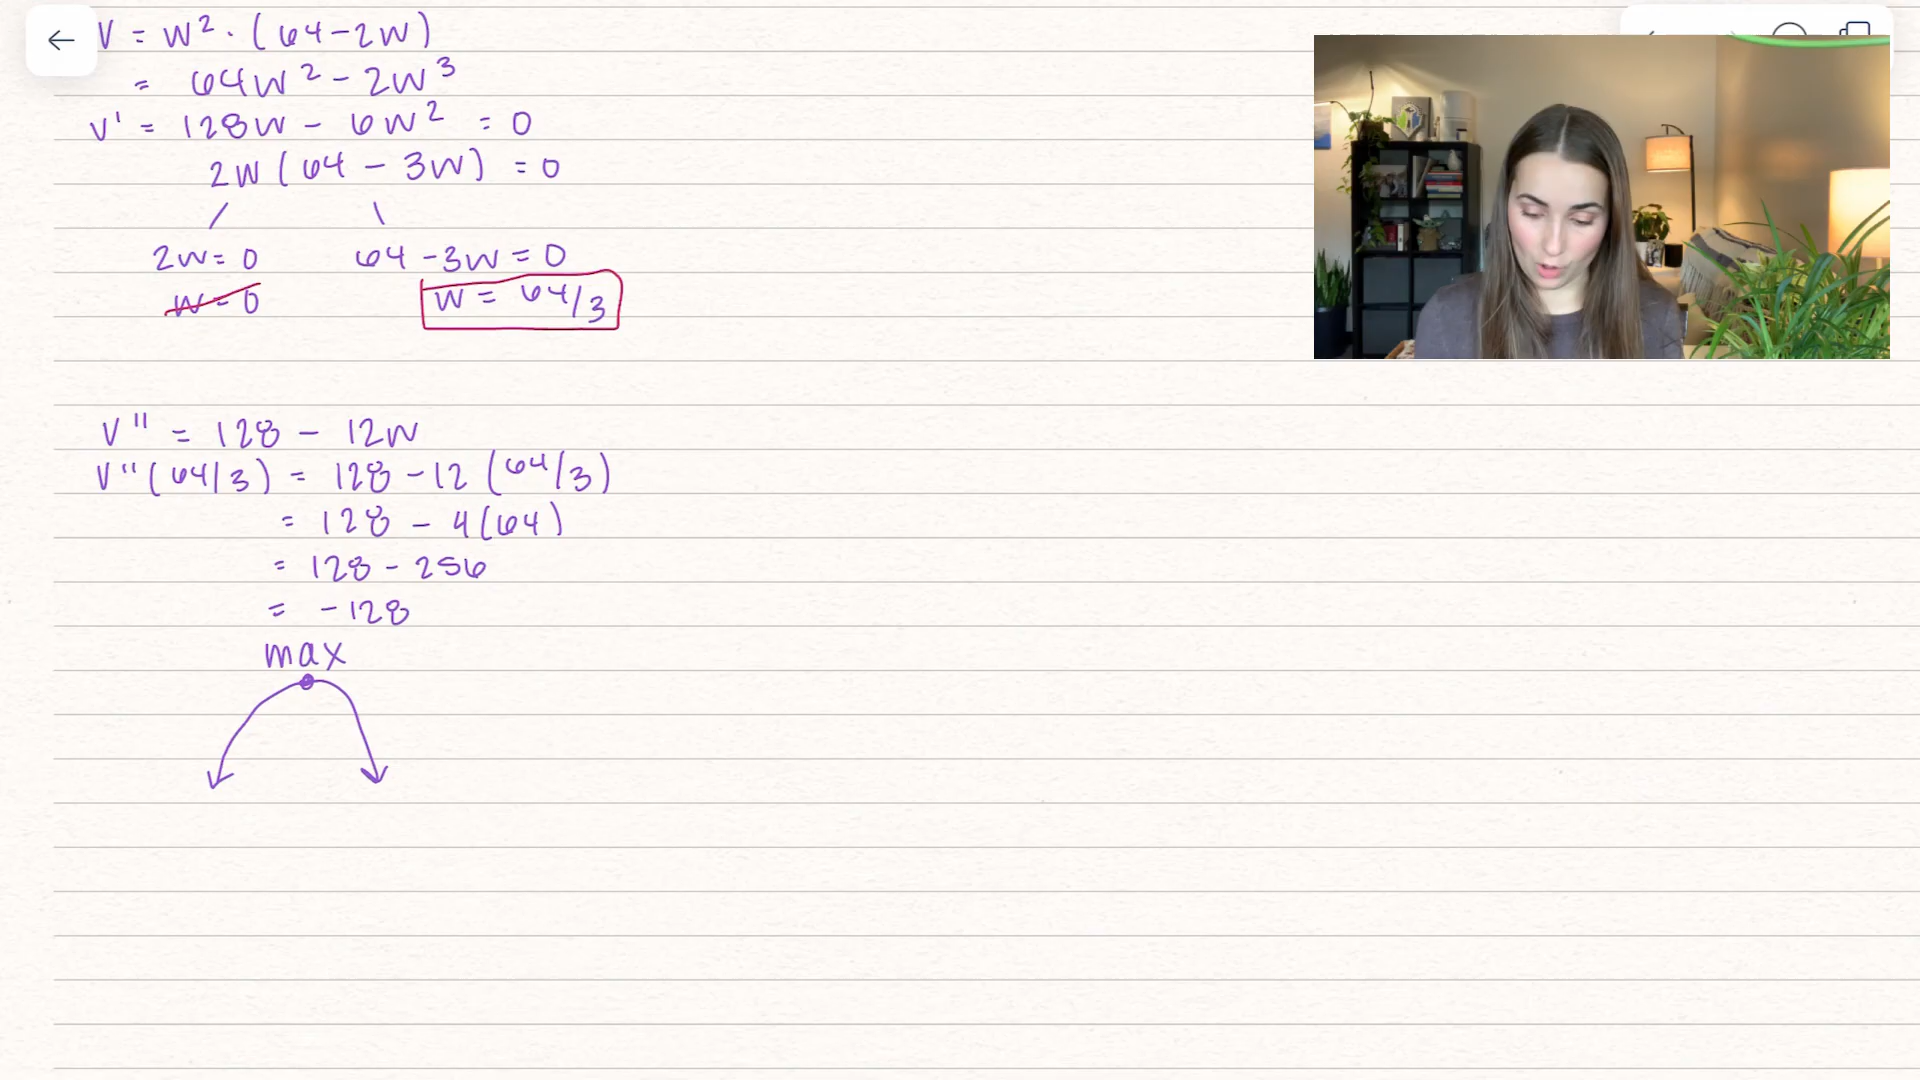 V = W² · (64-2W)
= 64W² - 2W³
V' = 128W - 6W² = 0
2W (64 - 3W) = 0
2W = 0 64 - 3W = 0
W = 0 W = 64/3
V'' = 128 - 12W
V''(64/3) = 128 - 12 (64/3)
= 128 - 4(64)
= 128 - 256
= -128
max